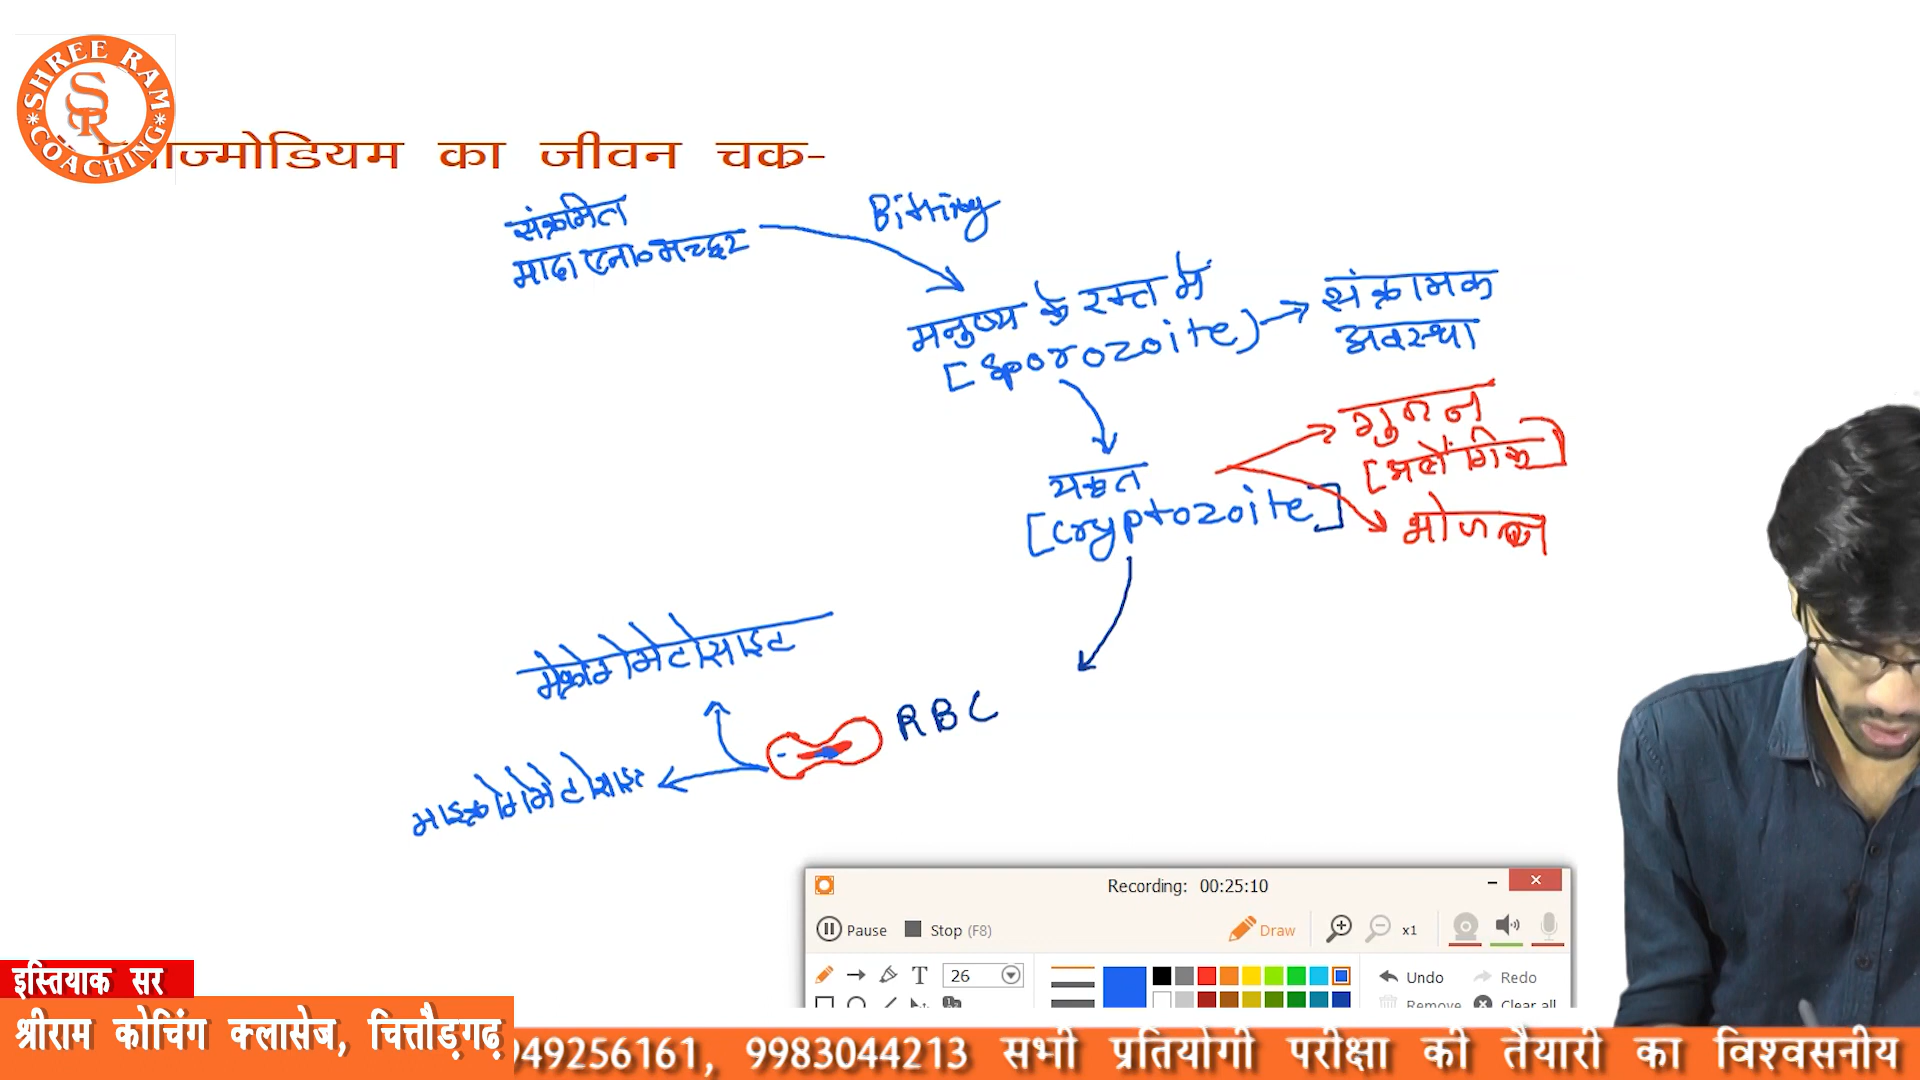 SHREE RAM
SR
COACHING
ज्मोडियम का जीवन चक-
संक्रमित
मादा एना० मच्छर
Bitting
मनुष्य के रक्त में
[Sporozoite)
संक्रामक
अवस्था
गुणन
[अलैंगिक]
भोजन
यकृत
[Cryptozoite]
मेक्रोगेमेटोसाइट
RBC
माइक्रोगेमेटोसाइट
Recording: 00:25:10
Pause Stop (F8) Draw x1
T 26 Undo Redo
Remove Clear all
इस्तियाक सर
श्रीराम कोचिंग क्लासेज, चित्तौड़गढ़
949256161, 9983044213 सभी प्रतियोगी परीक्षा की तैयारी का विश्वसनीय